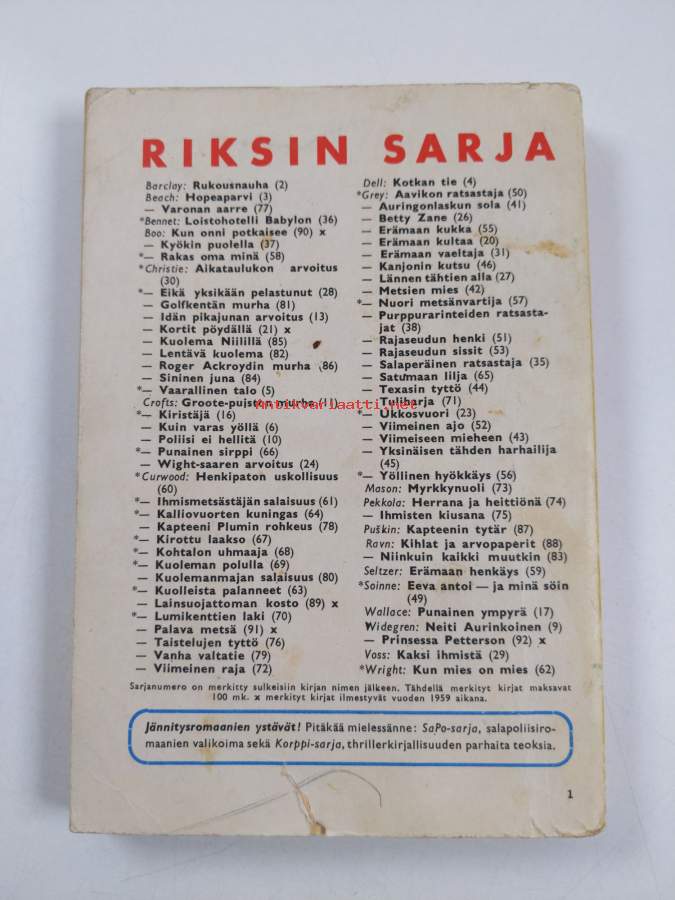 RIKSIN SARJA
Barclay: Rukousnauha (2)
Beach: Hopeaparvi (3)
— Varonan aarre (77)
*Bennet: Loistohotelli Babylon (36)
Boo: Kun onni potkaisee (90) x
— Kyökin puolella (37)
*— Rakas oma minä (58)
*Christie: Aikataulukon arvoitus
(30)
*— Eikä yksikään pelastunut (28)
— Golfkentän murha (81)
— Idän pikajunan arvoitus (13)
— Kortit pöydällä (21) x
— Kuolema Niilillä (85)
— Lentävä kuolema (82)
— Roger Ackroydin murha (86)
— Sininen juna (84)
*— Vaarallinen talo (5)
Crofts: Groote-puiston murha (11)
*— Kiristäjä (16)
— Kuin varas yöllä (6)
— Poliisi ei hellitä (10)
*— Punainen sirppi (66)
— Wight-saaren arvoitus (24)
*Curwood: Henkipaton uskollisuus
(60)
*— Ihmismetsästäjän salaisuus (61)
*— Kalliovuorten kuningas (64)
— Kapteeni Plumin rohkeus (78)
*— Kirottu laakso (67)
*— Kohtalon uhmaaja (68)
*— Kuoleman polulla (69)
— Kuolemanmajan salaisuus (80)
*— Kuolleista palanneet (63)
— Lainsuojattoman kosto (89) x
*— Lumikenttien laki (70)
— Palava metsä (91) x
— Taistelujen tyttö (76)
— Vanha valtatie (79)
— Viimeinen raja (72)
Dell: Kotkan tie (4)
*Grey: Aavikon ratsastaja (50)
— Auringonlaskun sola (41)
— Betty Zane (26)
— Erämaan kukka (55)
— Erämaan kultaa (20)
— Erämaan vaeltaja (31)
— Kanjonin kutsu (46)
— Lännen tähtien alla (27)
— Metsien mies (42)
*— Nuori metsänvartija (57)
— Purppurarinteiden ratsasta-
jat (38)
— Rajaseudun henki (51)
— Rajaseudun sissit (53)
— Salaperäinen ratsastaja (35)
— Satumaan lilja (65)
— Texasin tyttö (44)
— Tuliharja (71)
*— Ukkosvuori (23)
— Viimeinen ajo (52)
— Viimeiseen mieheen (43)
— Yksinäisen tähden harhailija
(45)
*— Yöllinen hyökkäys (56)
Mason: Myrkkynuoli (73)
Pekkola: Herrana ja heittiönä (74)
— Ihmisten kiusana (75)
Puškin: Kapteenin tytär (87)
Ravn: Kihlat ja arvopaperit (88)
— Niinkuin kaikki muutkin (83)
Seltzer: Erämaan henkäys (59)
*Soinne: Eeva antoi — ja minä söin
(49)
Wallace: Punainen ympyrä (17)
Widegren: Neiti Aurinkoinen (9)
— Prinsessa Petterson (92) x
Voss: Kaksi ihmistä (29)
*Wright: Kun mies on mies (62)
Antikvariaatti.net
Sarjanumero on merkitty sulkeisiin kirjan nimen jälkeen. Tähdellä merkityt kirjat maksavat
100 mk. x merkityt kirjat ilmestyvät vuoden 1959 aikana.
Jännitysromaanien ystävät! Pitäkää mielessänne: SaPo-sarja, salapoliisiro-
maanien valikoima sekä Korppi-sarja, thrillerkirjallisuuden parhaita teoksia.
1